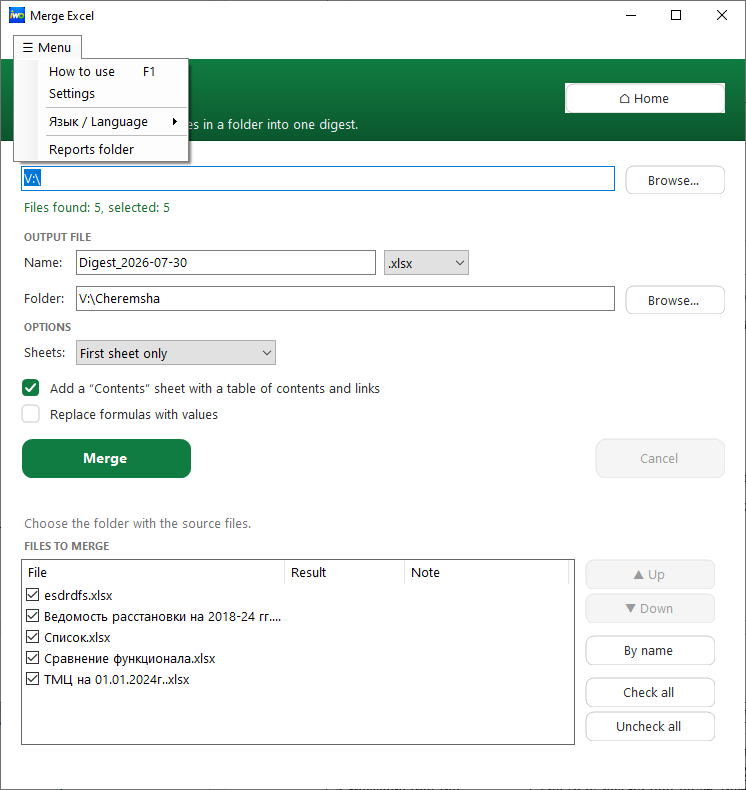 iwo Merge Excel
☰ Menu
How to use F1
Settings
Язык / Language
Reports folder
⌂ Home
es in a folder into one digest.
V:\ Browse...
Files found: 5, selected: 5
OUTPUT FILE
Name: Digest_2026-07-30 .xlsx
Folder: V:\Cheremsha Browse...
OPTIONS
Sheets: First sheet only
Add a “Contents” sheet with a table of contents and links
Replace formulas with values
Merge Cancel
Choose the folder with the source files.
FILES TO MERGE
File Result Note
esdrdfs.xlsx
Ведомость расстановки на 2018-24 гг....
Список.xlsx
Сравнение функционала.xlsx
ТМЦ на 01.01.2024г..xlsx
▲ Up
▼ Down
By name
Check all
Uncheck all